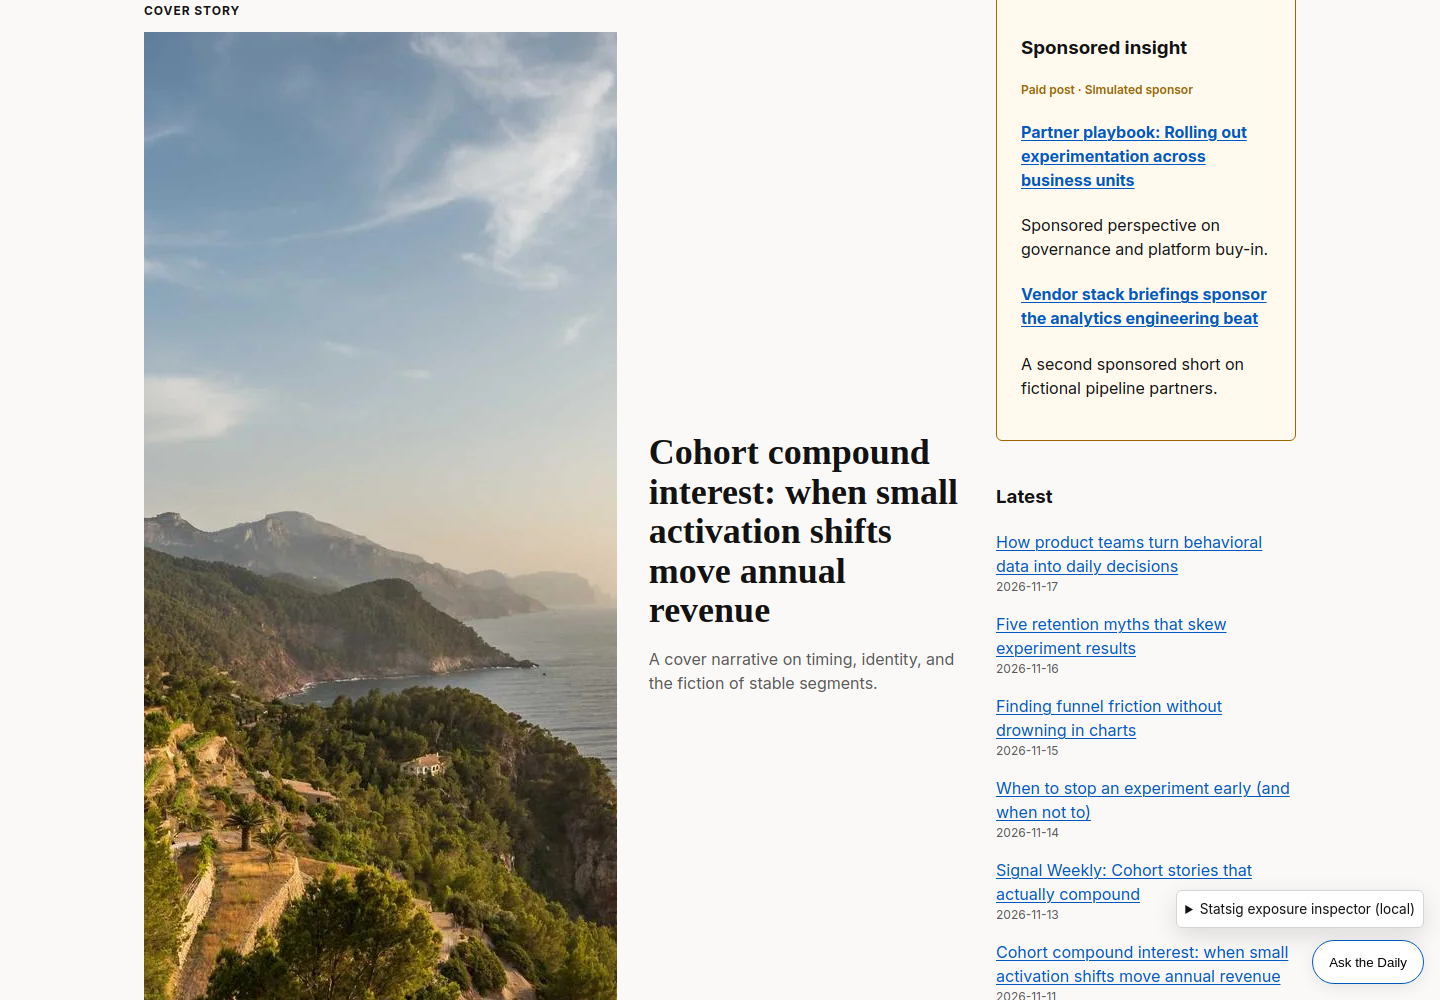 COVER STORY
Cohort compound
interest: when small
activation shifts
move annual
revenue
A cover narrative on timing, identity, and
the fiction of stable segments.
Sponsored insight
Paid post · Simulated sponsor
Partner playbook: Rolling out
experimentation across
business units
Sponsored perspective on
governance and platform buy-in.
Vendor stack briefings sponsor
the analytics engineering beat
A second sponsored short on
fictional pipeline partners.
Latest
How product teams turn behavioral
data into daily decisions
2026-11-17
Five retention myths that skew
experiment results
2026-11-16
Finding funnel friction without
drowning in charts
2026-11-15
When to stop an experiment early (and
when not to)
2026-11-14
Signal Weekly: Cohort stories that
actually compound
2026-11-13
Cohort compound interest: when small
activation shifts move annual revenue
2026-11-11
Statsig exposure inspector (local)
Ask the Daily